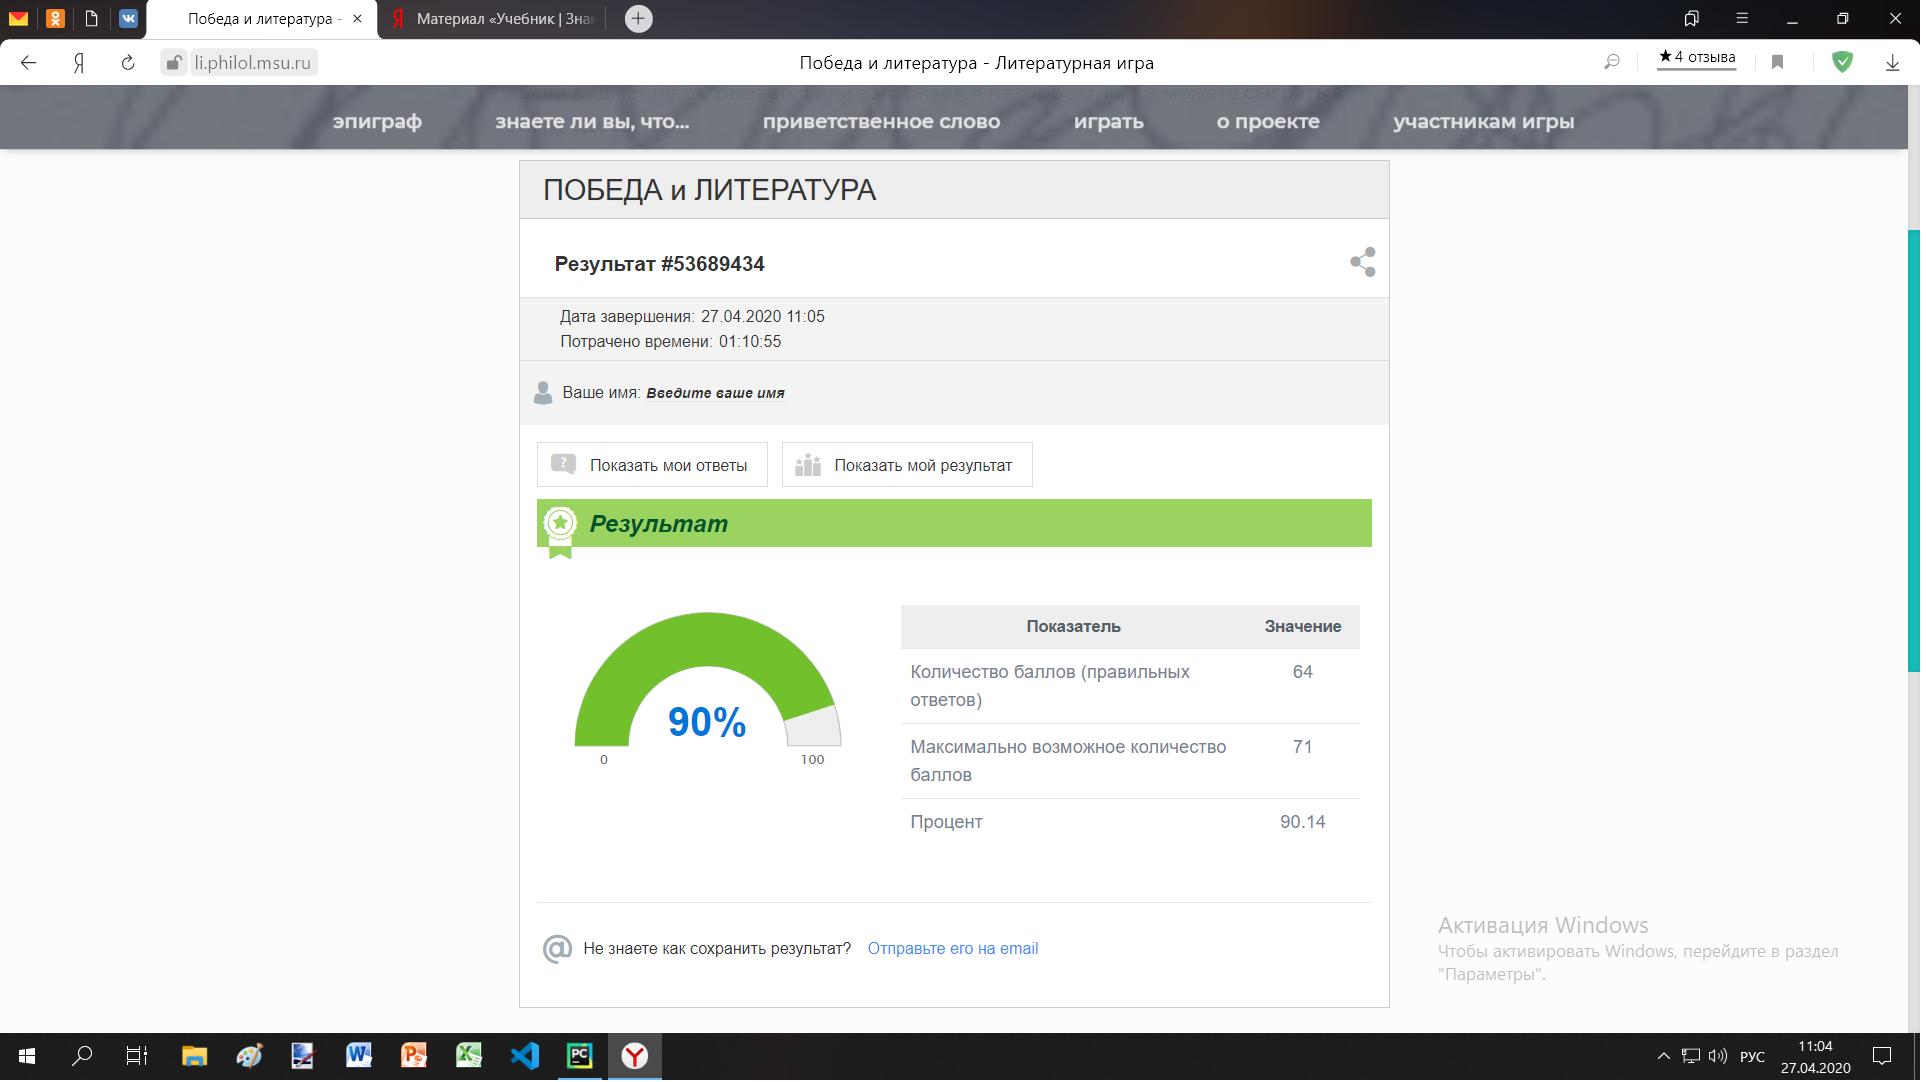 Победа и литература -
Материал «Учебник | Зна
li.philol.msu.ru
Победа и литература - Литературная игра
★4 отзыва
эпиграф знаете ли вы, что... приветственное слово играть о проекте участникам игры
ПОБЕДА и ЛИТЕРАТУРА
Результат #53689434
Дата завершения: 27.04.2020 11:05
Потрачено времени: 01:10:55
Ваше имя: Введите ваше имя
Показать мои ответы
Показать мой результат
Результат
90%
0
100
Показатель Значение
Количество баллов (правильных
ответов)
64
Максимально возможное количество
баллов
71
Процент 90.14
@ Не знаете как сохранить результат? Отправьте его на email
Активация Windows
Чтобы активировать Windows, перейдите в раздел
"Параметры".
РУС
11:04
27.04.2020